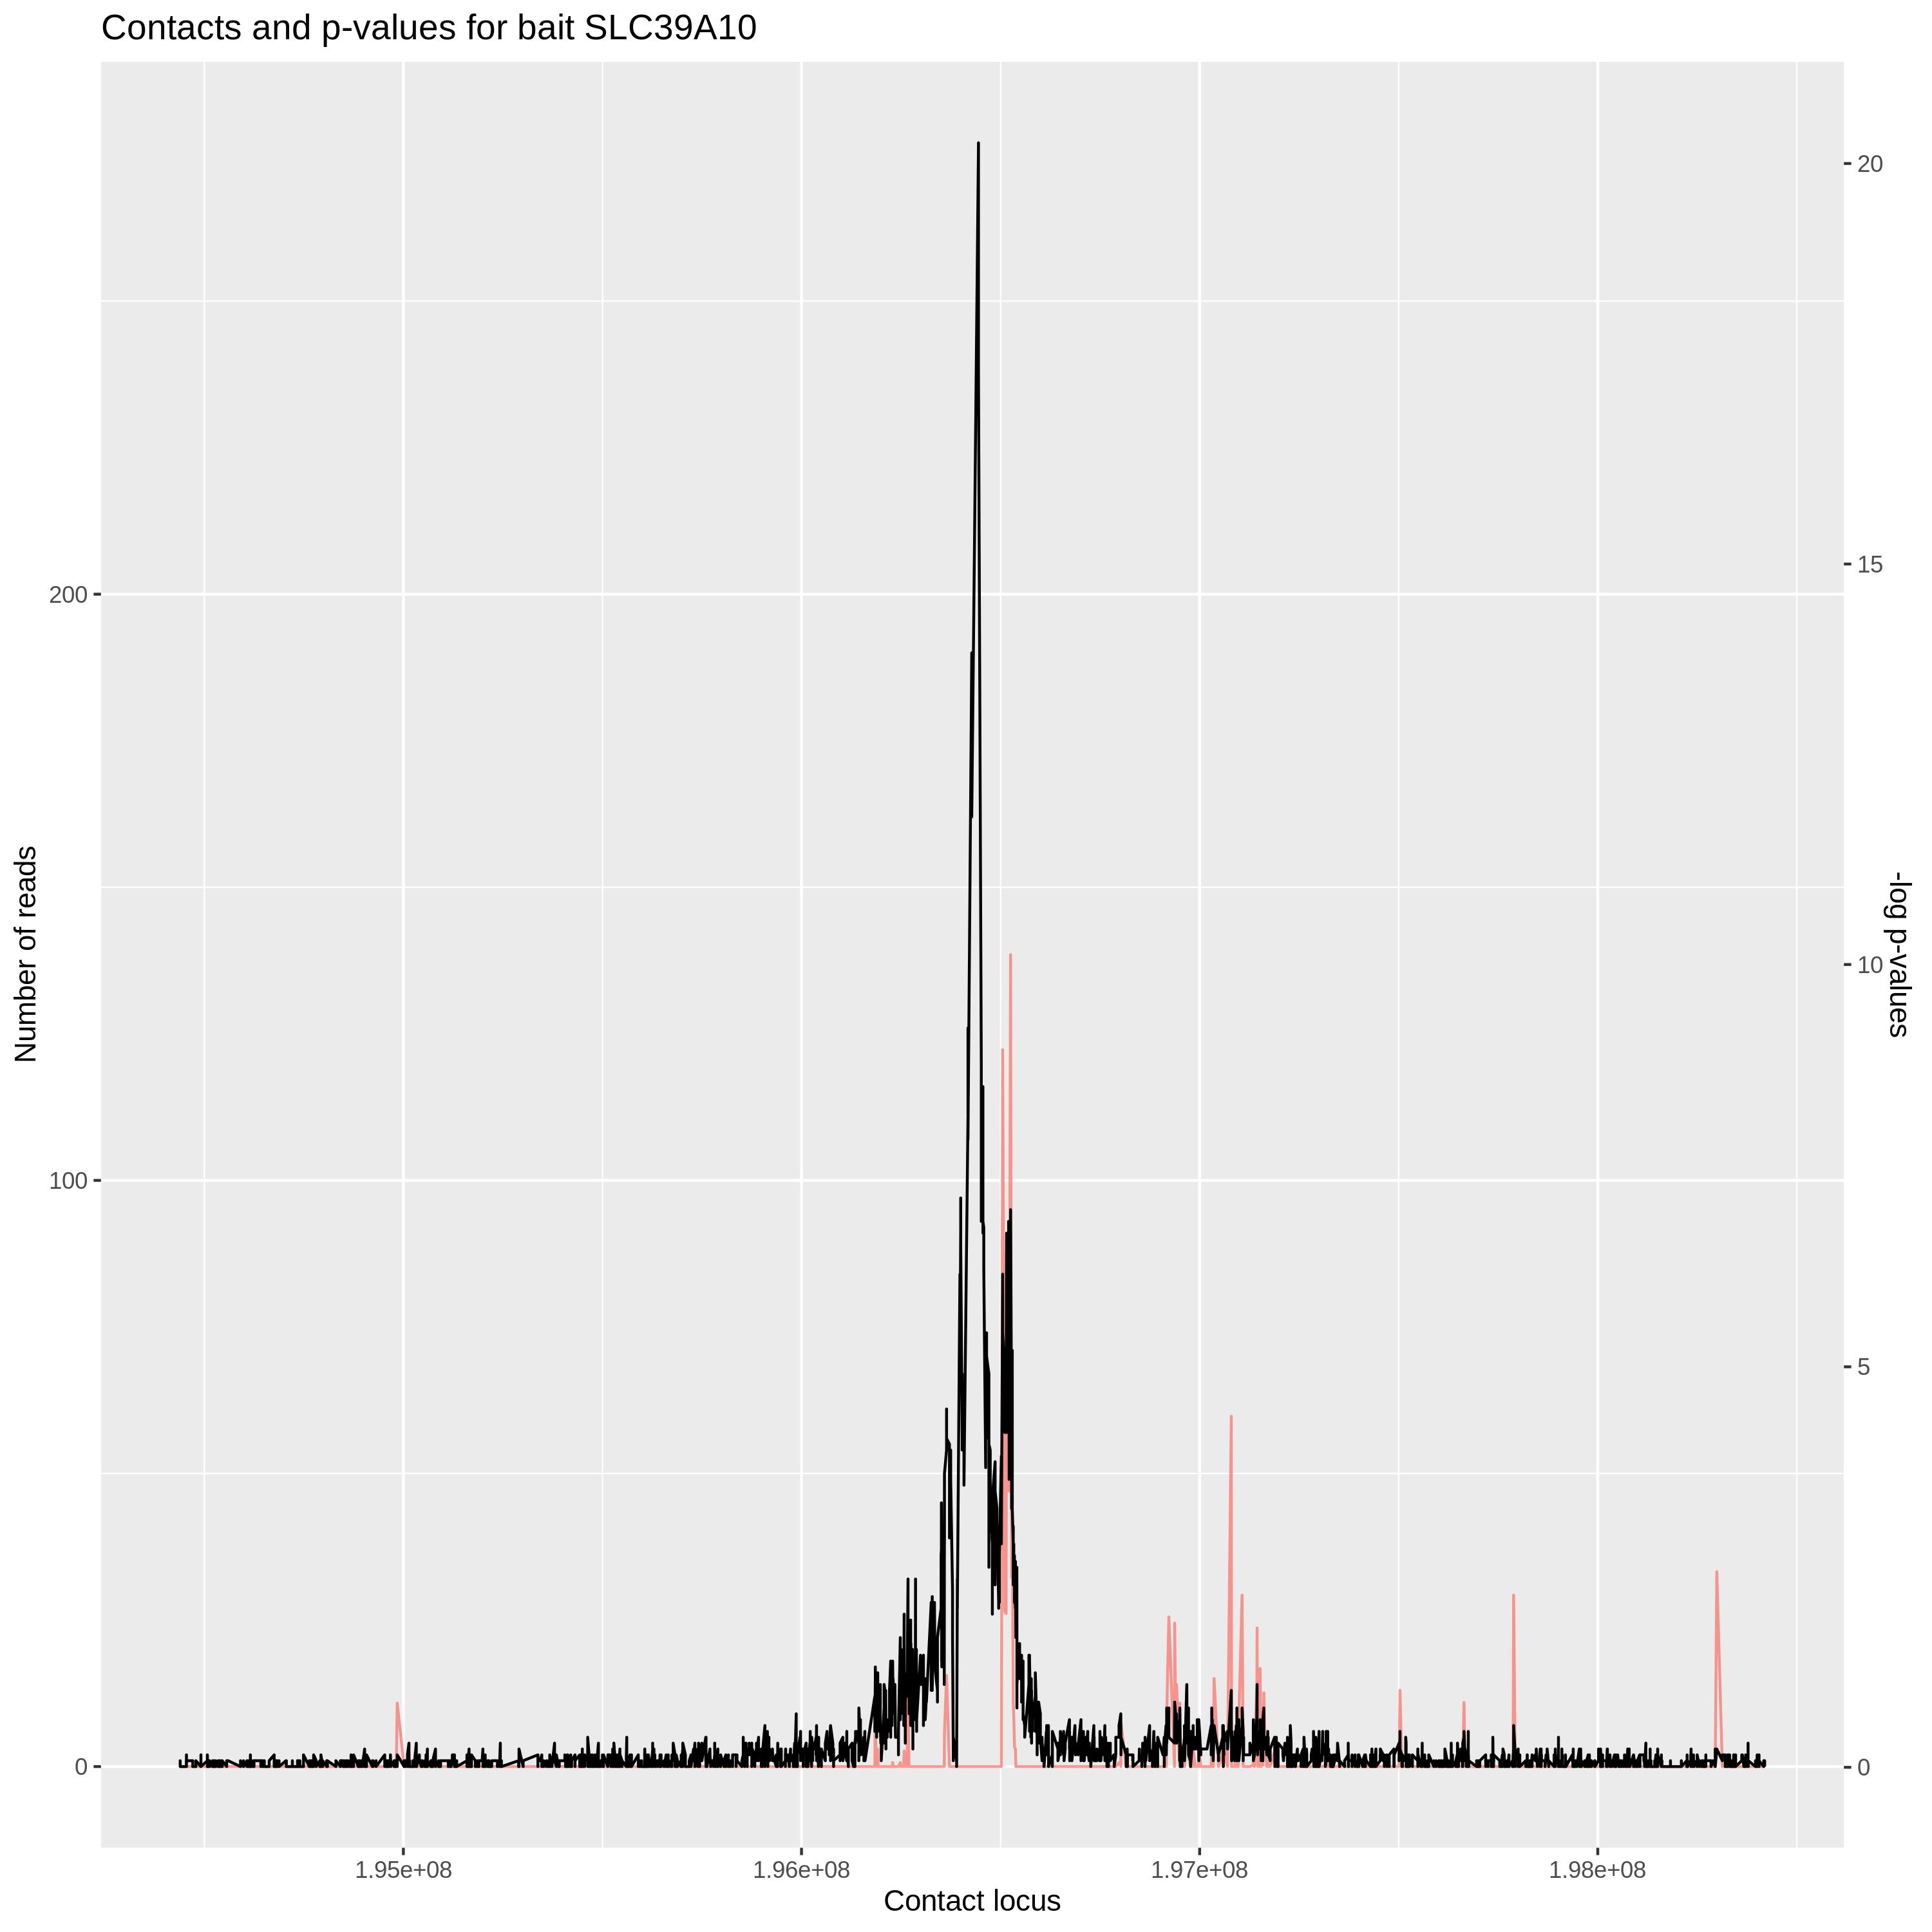 Contacts and p-values for bait SLC39A10
Number of reads
200
100
0
20
15
10
5
0
-log p-values
1.95e+08
1.96e+08
1.97e+08
1.98e+08
Contact locus